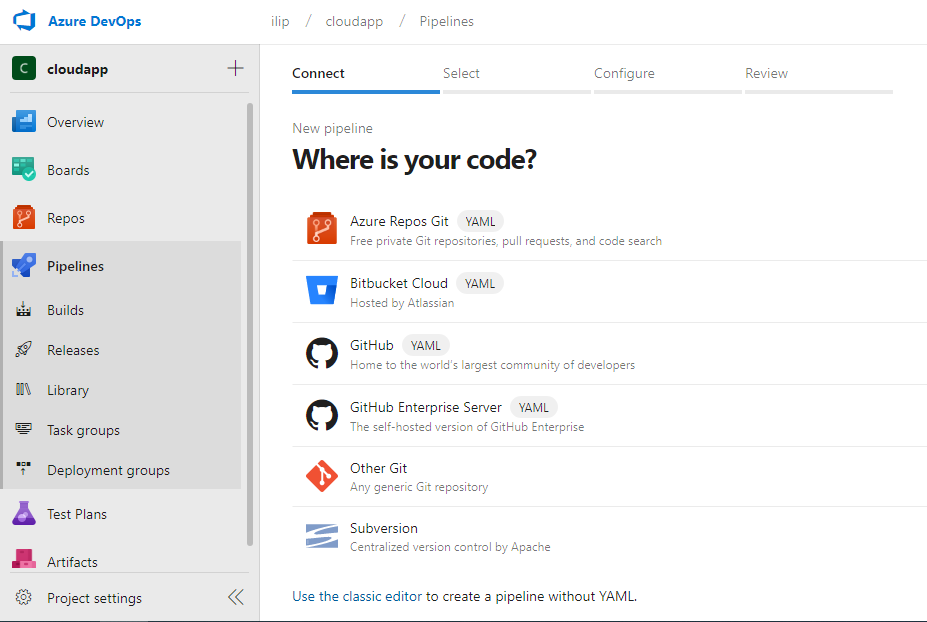 Azure DevOps
ilip / cloudapp / Pipelines
C cloudapp
Overview
Boards
Repos
Pipelines
Builds
Releases
Library
Task groups
Deployment groups
Test Plans
Artifacts
Project settings
Connect Select Configure Review
New pipeline
Where is your code?
Azure Repos Git YAML
Free private Git repositories, pull requests, and code search
Bitbucket Cloud YAML
Hosted by Atlassian
GitHub YAML
Home to the world's largest community of developers
GitHub Enterprise Server YAML
The self-hosted version of GitHub Enterprise
Other Git
Any generic Git repository
Subversion
Centralized version control by Apache
Use the classic editor to create a pipeline without YAML.